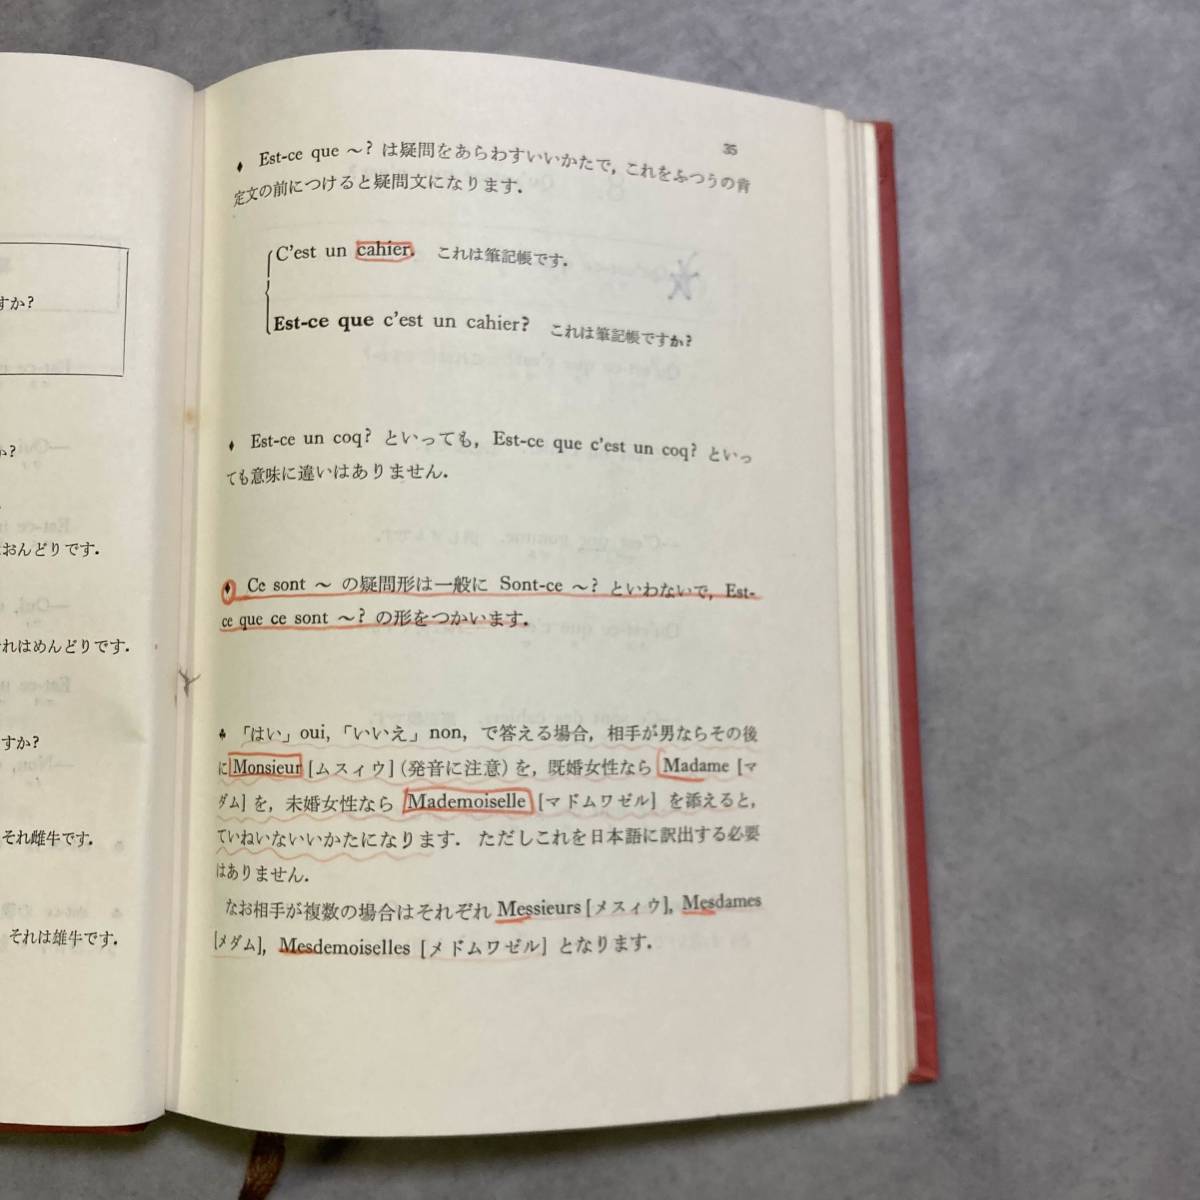 すか?
か?
おんどりです.
れはめんどりです.
すか?
それ雌牛です.
それは雄牛です.
35
♦ Est-ce que ～? は疑問をあらわすいいかたで, これをふつうの肯
定文の前につけると疑問文になります.
C'est un cahier. これは筆記帳です.
Est-ce que c'est un cahier? これは筆記帳ですか?
♦ Est-ce un coq? といっても, Est-ce que c'est un coq? といっ
ても意味に違いはありません.
♦ Ce sont ～ の疑問形は一般に Sont-ce ～? といわないで, Est-
ce que ce sont ～? の形をつかいます.
♣ 「はい」oui, 「いいえ」non, で答える場合, 相手が男ならその後
に Monsieur [ムスィウ] (発音に注意) を, 既婚女性なら Madame [マ
ダム] を, 未婚女性なら Mademoiselle [マドムワゼル] を添えると,
ていねいないいかたになります. ただしこれを日本語に訳出する必要
はありません.
なお相手が複数の場合はそれぞれ Messieurs [メスィウ], Mesdames
[メダム], Mesdemoiselles [メドムワゼル] となります.